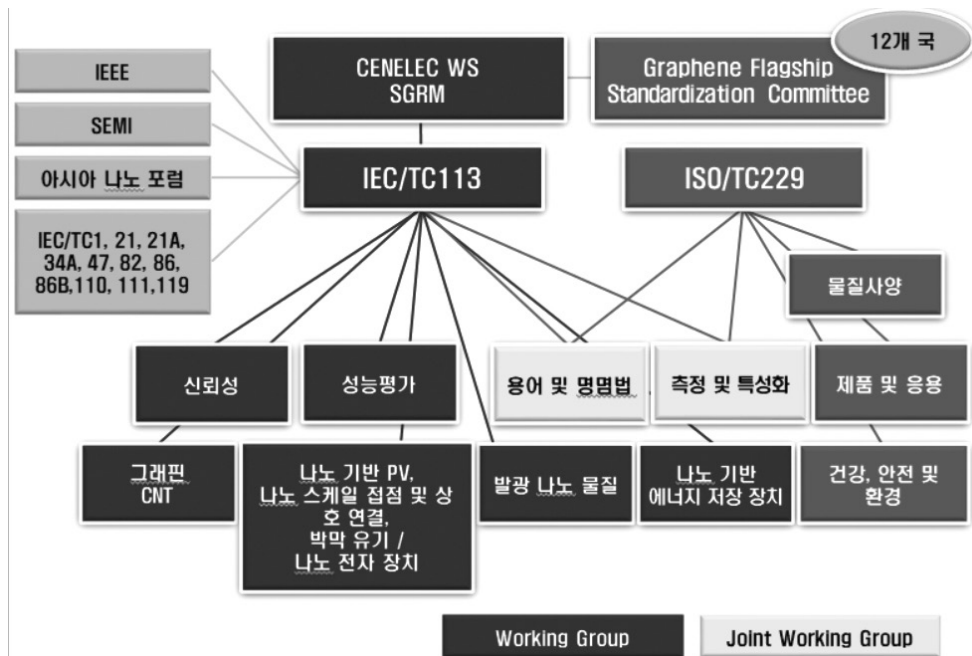 12개 국
IEEE
CENELEC WS
SGRM
Graphene Flagship
Standardization Committee
SEMI
아시아 나노 포럼
IEC/TC113
ISO/TC229
IEC/TC1, 21, 21A,
34A, 47, 82, 86,
86B,110, 111,119
물질사양
신뢰성
성능평가
용어 및 명명법
측정 및 특성화
제품 및 응용
그래핀
CNT
나노 기반 PV,
나노 스케일 접점 및 상
호 연결,
박막 유기 /
나노 전자 장치
발광 나노 물질
나노 기반
에너지 저장 장치
건강, 안전 및
환경
Working Group
Joint Working Group